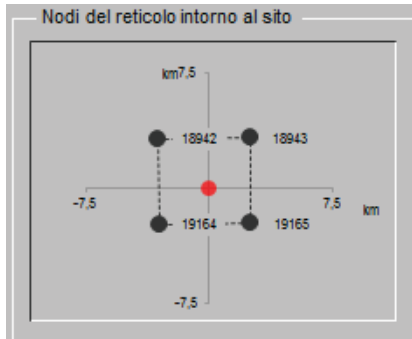 Nodi del reticolo intorno al sito
km7,5
18942 18943
-7,5 7,5 km
19164 19165
-7,5